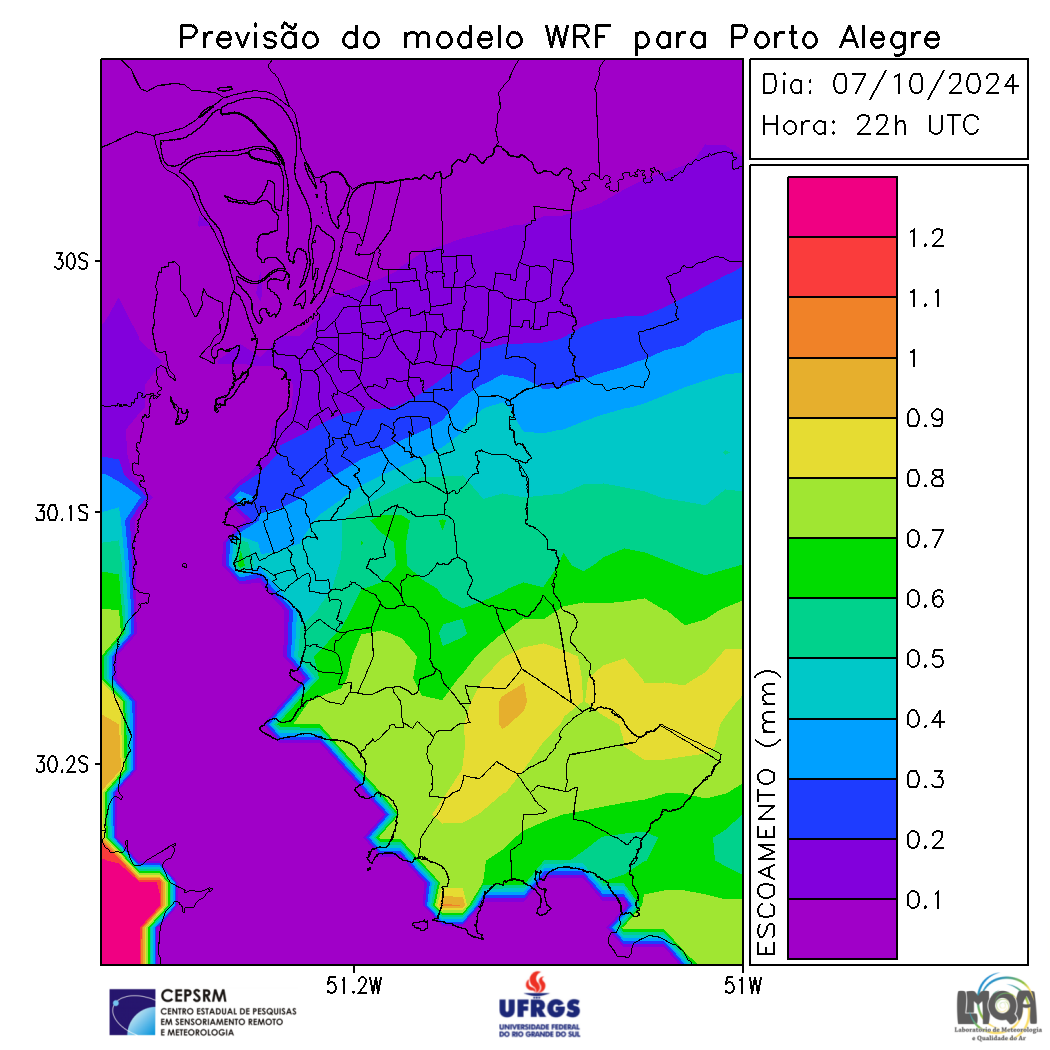 Previsão do modelo WRF para Porto Alegre
Dia: 07/10/2024
Hora: 22h UTC
30S
30.1S
30.2S
51.2W
51W
ESCOAMENTO (mm)
1.2
1.1
1
0.9
0.8
0.7
0.6
0.5
0.4
0.3
0.2
0.1
CEPSRM
CENTRO ESTADUAL DE PESQUISAS
EM SENSORIAMENTO REMOTO
E METEOROLOGIA
UFRGS
UNIVERSIDADE FEDERAL
DO RIO GRANDE DO SUL
LMQA
Laboratório de Meteorologia
e Qualidade do Ar